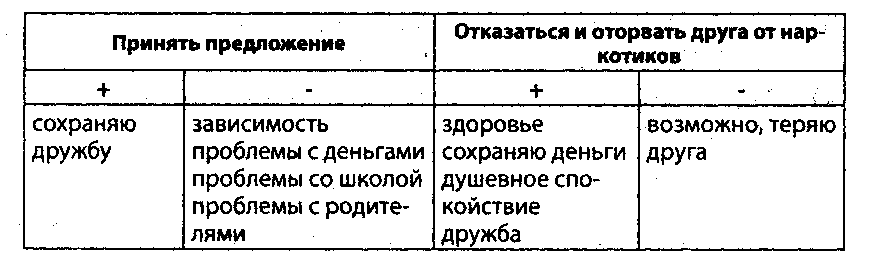 Принять предложение
Отказаться и оторвать друга от нар-
котиков
+
-
+
-
сохраняю
дружбу
зависимость
проблемы с деньгами
проблемы со школой
проблемы с родите-
лями
здоровье
сохраняю деньги
душевное спо-
койствие
дружба
возможно, теряю
друга